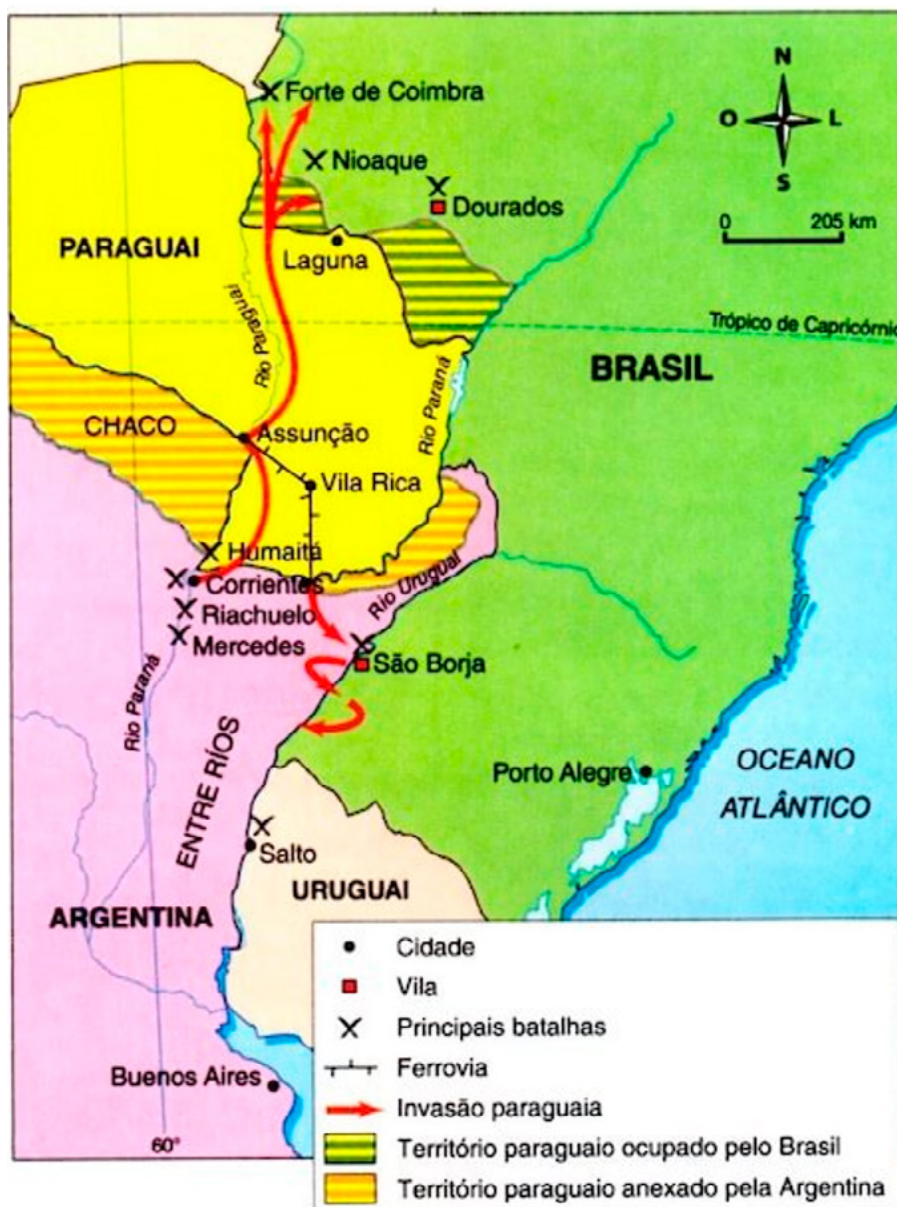 Forte de Coimbra
N
O
L
S
Nioaque
Dourados
0
205 km
PARAGUAI
Laguna
Rio Paraguai
Trópico de Capricórnio
BRASIL
Rio Paraná
CHACO
Assunção
Vila Rica
Humaitá
Corrientes
Rio Uruguai
Riachuelo
Mercedes
São Borja
Rio Paraná
ENTRE RÍOS
Porto Alegre
OCEANO
ATLÂNTICO
Salto
URUGUAI
ARGENTINA
Buenos Aires
60°
Cidade
Vila
Principais batalhas
Ferrovia
Invasão paraguaia
Território paraguaio ocupado pelo Brasil
Território paraguaio anexado pela Argentina